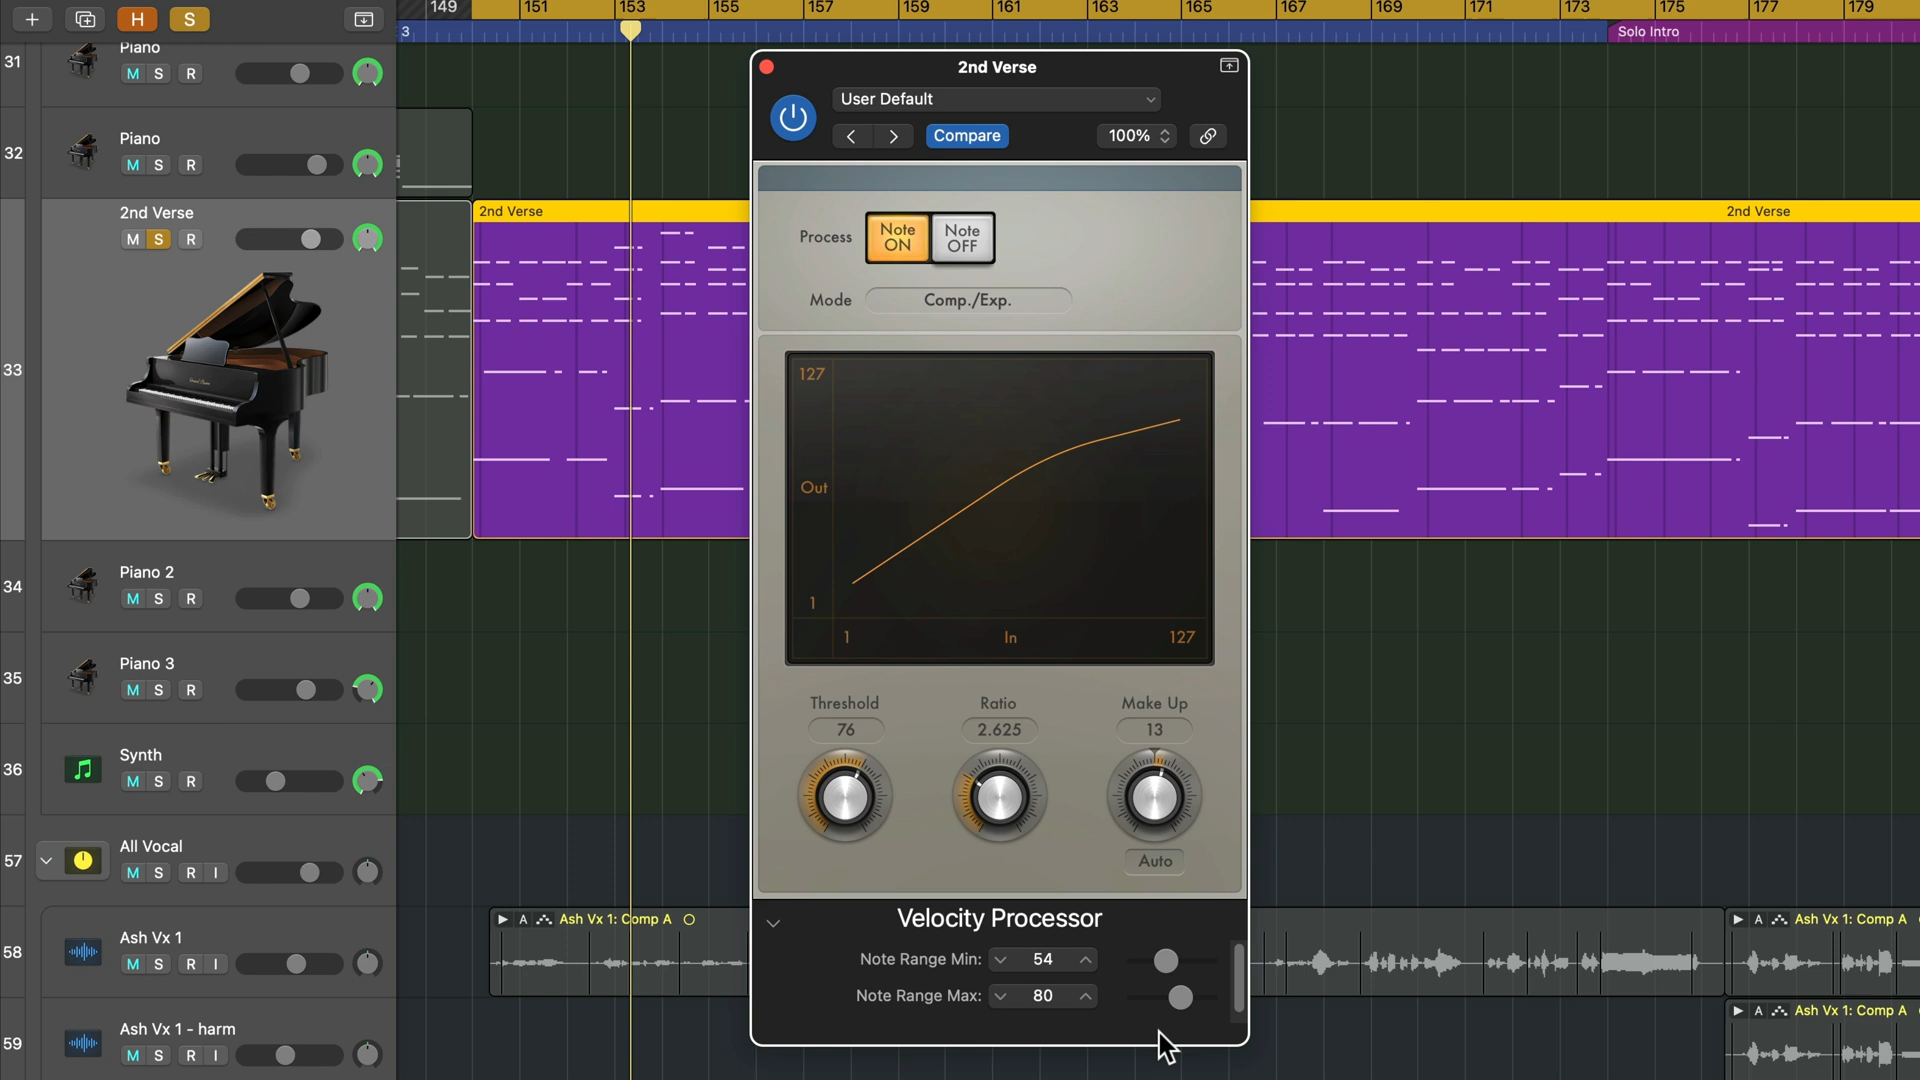 H S
149 151 153 155 157 159 161 163 165 167 169 171 173 175 177 179
3
Solo Intro
31
Piano
M S R
32
Piano
M S R
33
2nd Verse
M S R
34
Piano 2
M S R
35
Piano 3
M S R
36
Synth
M S R
57
All Vocal
M S R I
58
Ash Vx 1
M S R I
59
Ash Vx 1 - harm
M S R I
2nd Verse
2nd Verse
A Ash Vx 1: Comp A
A Ash Vx 1: Comp A
A Ash Vx 1: Comp A
2nd Verse
User Default
Compare
100%
Process
Note ON
Note OFF
Mode
Comp./Exp.
127
Out
1
1 In 127
Threshold Ratio Make Up
76 2.625 13
Auto
Velocity Processor
Note Range Min: 54
Note Range Max: 80